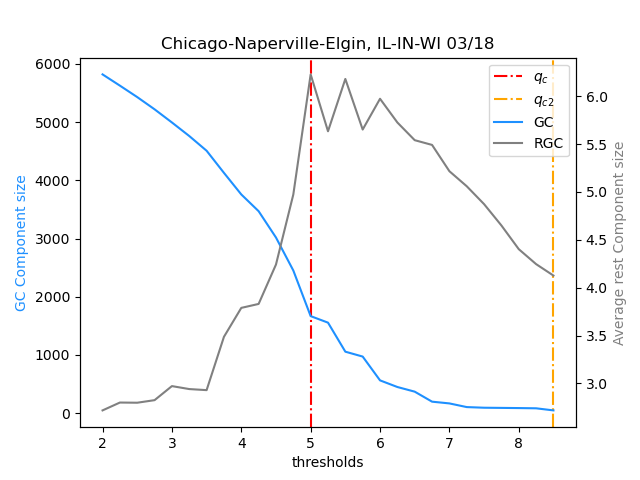 Chicago-Naperville-Elgin, IL-IN-WI 03/18
GC Component size
6000
5000
4000
3000
2000
1000
0
2 3 4 5 6 7 8
thresholds
6.0
5.5
5.0
4.5
4.0
3.5
3.0
Average rest Component size
q_c
q_{c2}
GC
RGC